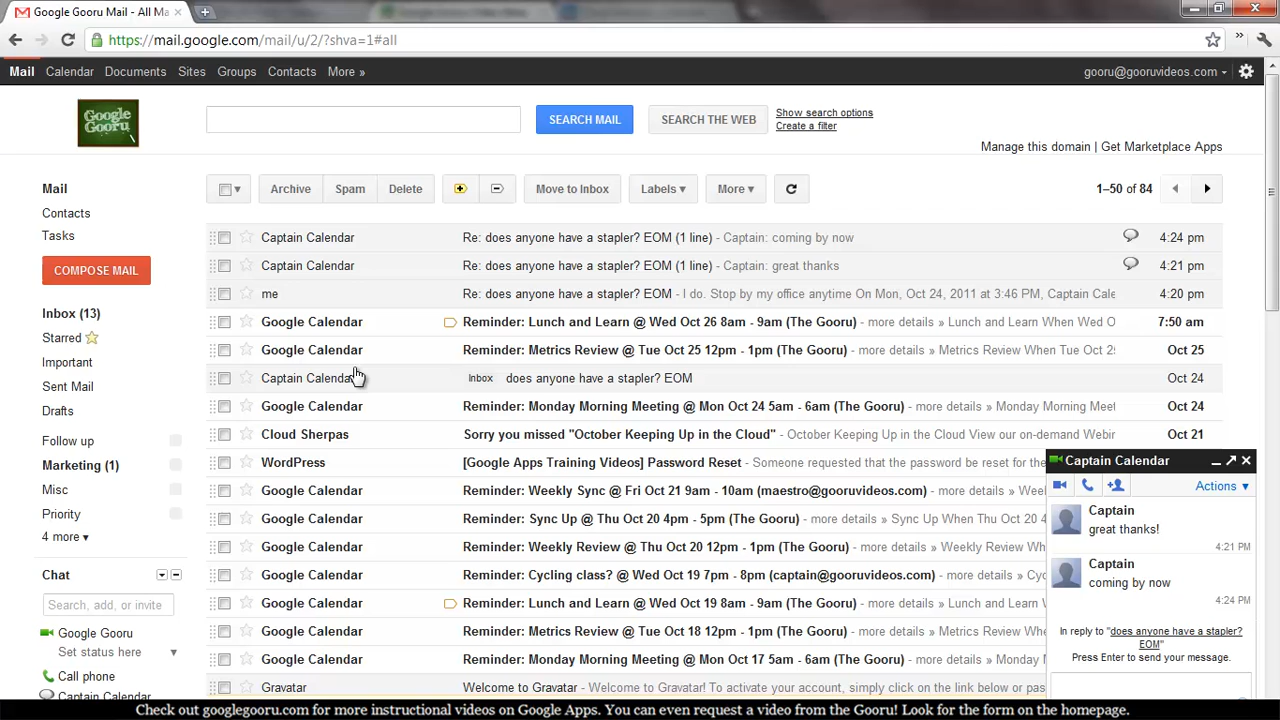 Google Gooru Mail - All Ma
https://mail.google.com/mail/u/2/?shva=1#all
Mail Calendar Documents Sites Groups Contacts More » gooru@gooruvideos.com
Google Gooru
SEARCH MAIL SEARCH THE WEB Show search options
Create a filter
Manage this domain | Get Marketplace Apps
Mail
Contacts
Tasks
COMPOSE MAIL
Inbox (13)
Starred
Important
Sent Mail
Drafts
Follow up
Marketing (1)
Misc
Priority
4 more
Chat
Search, add, or invite
Google Gooru
Set status here
Call phone
Captain Calendar
Archive Spam Delete Move to Inbox Labels More 1–50 of 84
Captain Calendar Re: does anyone have a stapler? EOM (1 line) - Captain: coming by now 4:24 pm
Captain Calendar Re: does anyone have a stapler? EOM (1 line) - Captain: great thanks 4:21 pm
me Re: does anyone have a stapler? EOM - I do. Stop by my office anytime On Mon, Oct 24, 2011 at 3:46 PM, Captain Cale 4:20 pm
Google Calendar Reminder: Lunch and Learn @ Wed Oct 26 8am - 9am (The Gooru) - more details » Lunch and Learn When Wed O 7:50 am
Google Calendar Reminder: Metrics Review @ Tue Oct 25 12pm - 1pm (The Gooru) - more details » Metrics Review When Tue Oct 25 Oct 25
Captain Calendar Inbox does anyone have a stapler? EOM Oct 24
Google Calendar Reminder: Monday Morning Meeting @ Mon Oct 24 5am - 6am (The Gooru) - more details » Monday Morning Meet Oct 24
Cloud Sherpas Sorry you missed "October Keeping Up in the Cloud" - October Keeping Up in the Cloud View our on-demand Webir Oct 21
WordPress [Google Apps Training Videos] Password Reset - Someone requested that the password be reset for the
Google Calendar Reminder: Weekly Sync @ Fri Oct 21 9am - 10am (maestro@gooruvideos.com) - more details » Week
Google Calendar Reminder: Sync Up @ Thu Oct 20 4pm - 5pm (The Gooru) - more details » Sync Up When Thu Oct 20 4
Google Calendar Reminder: Weekly Review @ Thu Oct 20 12pm - 1pm (The Gooru) - more details » Weekly Review When
Google Calendar Reminder: Cycling class? @ Wed Oct 19 7pm - 8pm (captain@gooruvideos.com) - more details » Cyc
Google Calendar Reminder: Lunch and Learn @ Wed Oct 19 8am - 9am (The Gooru) - more details » Lunch and Learn W
Google Calendar Reminder: Metrics Review @ Tue Oct 18 12pm - 1pm (The Gooru) - more details » Metrics Review Whe
Google Calendar Reminder: Monday Morning Meeting @ Mon Oct 17 5am - 6am (The Gooru) - more details » Monday M
Gravatar Welcome to Gravatar! - Welcome to Gravatar! To activate your account, simply click on the link below or pas
Captain Calendar
Actions
Captain
great thanks!
4:21 PM
Captain
coming by now
4:24 PM
In reply to "does anyone have a stapler?
EOM"
Press Enter to send your message.
Check out googlegooru.com for more instructional videos on Google Apps. You can even request a video from the Gooru! Look for the form on the homepage.